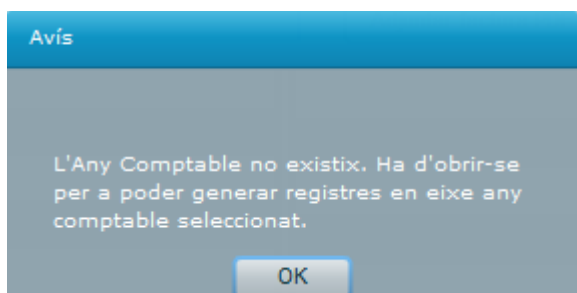 Avís
L'Any Comptable no existix. Ha d'obrir-se
per a poder generar registres en eixe any
comptable seleccionat.
OK